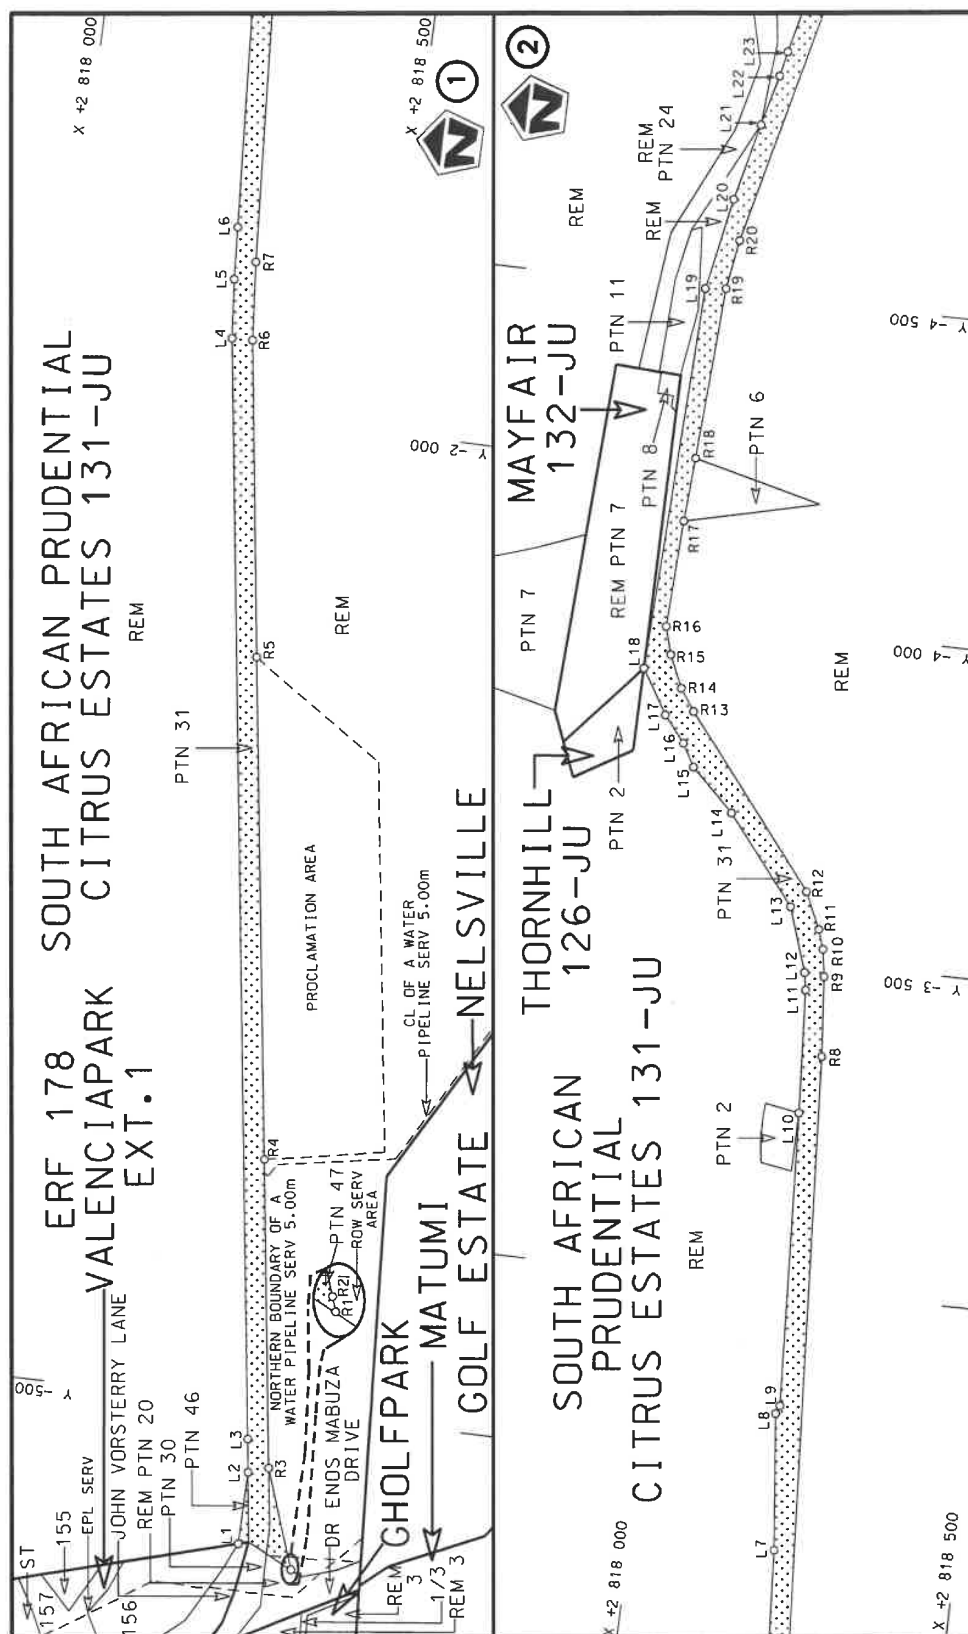 X +2 818 000
X +2 818 500
1
N
L6
L5
R7
L4
R6
SOUTH AFRICAN PRUDENTIAL
CITRUS ESTATES 131-JU
Y -2 000
REM
REM
R5
PTN 31
PROCLAMATION AREA
CL OF A WATER
PIPELINE SERV 5.00m
NELSVILLE
ERF 178
VALENCIAPARK
EXT.1
R4
NORTHERN BOUNDARY OF A
WATER PIPELINE SERV 5.00m
PTN 47
ROW SERV
AREA
R1
R21
MATUMI
GOLF ESTATE
GHOLFPARK
Y -500
JOHN VORSTERRY LANE
REM PTN 20
PTN 30
PTN 46
L3
L2
L1
R3
DR ENOS MABUZA
DRIVE
ST
155
EPL SERV
157
156
REM
3
1/3
REM 3
2
N
L23
L22
L21
REM
PTN 24
L20
REM
REM
R20
L19
R19
PTN 11
Y -4 500
MAYFAIR
132-JU
PTN 8
R18
PTN 6
R17
PTN 7
REM PTN 7
R16
L18
R15
R14
R13
Y -4 000
REM
L17
L16
L15
L14
THORNHILL
126-JU
PTN 2
PTN 31
R12
L13
R11
R10
L12
R9
L11
Y -3 500
R8
PTN 2
L10
SOUTH AFRICAN
PRUDENTIAL
CITRUS ESTATES 131-JU
REM
L9
L8
L7
X +2 818 000
X +2 818 500